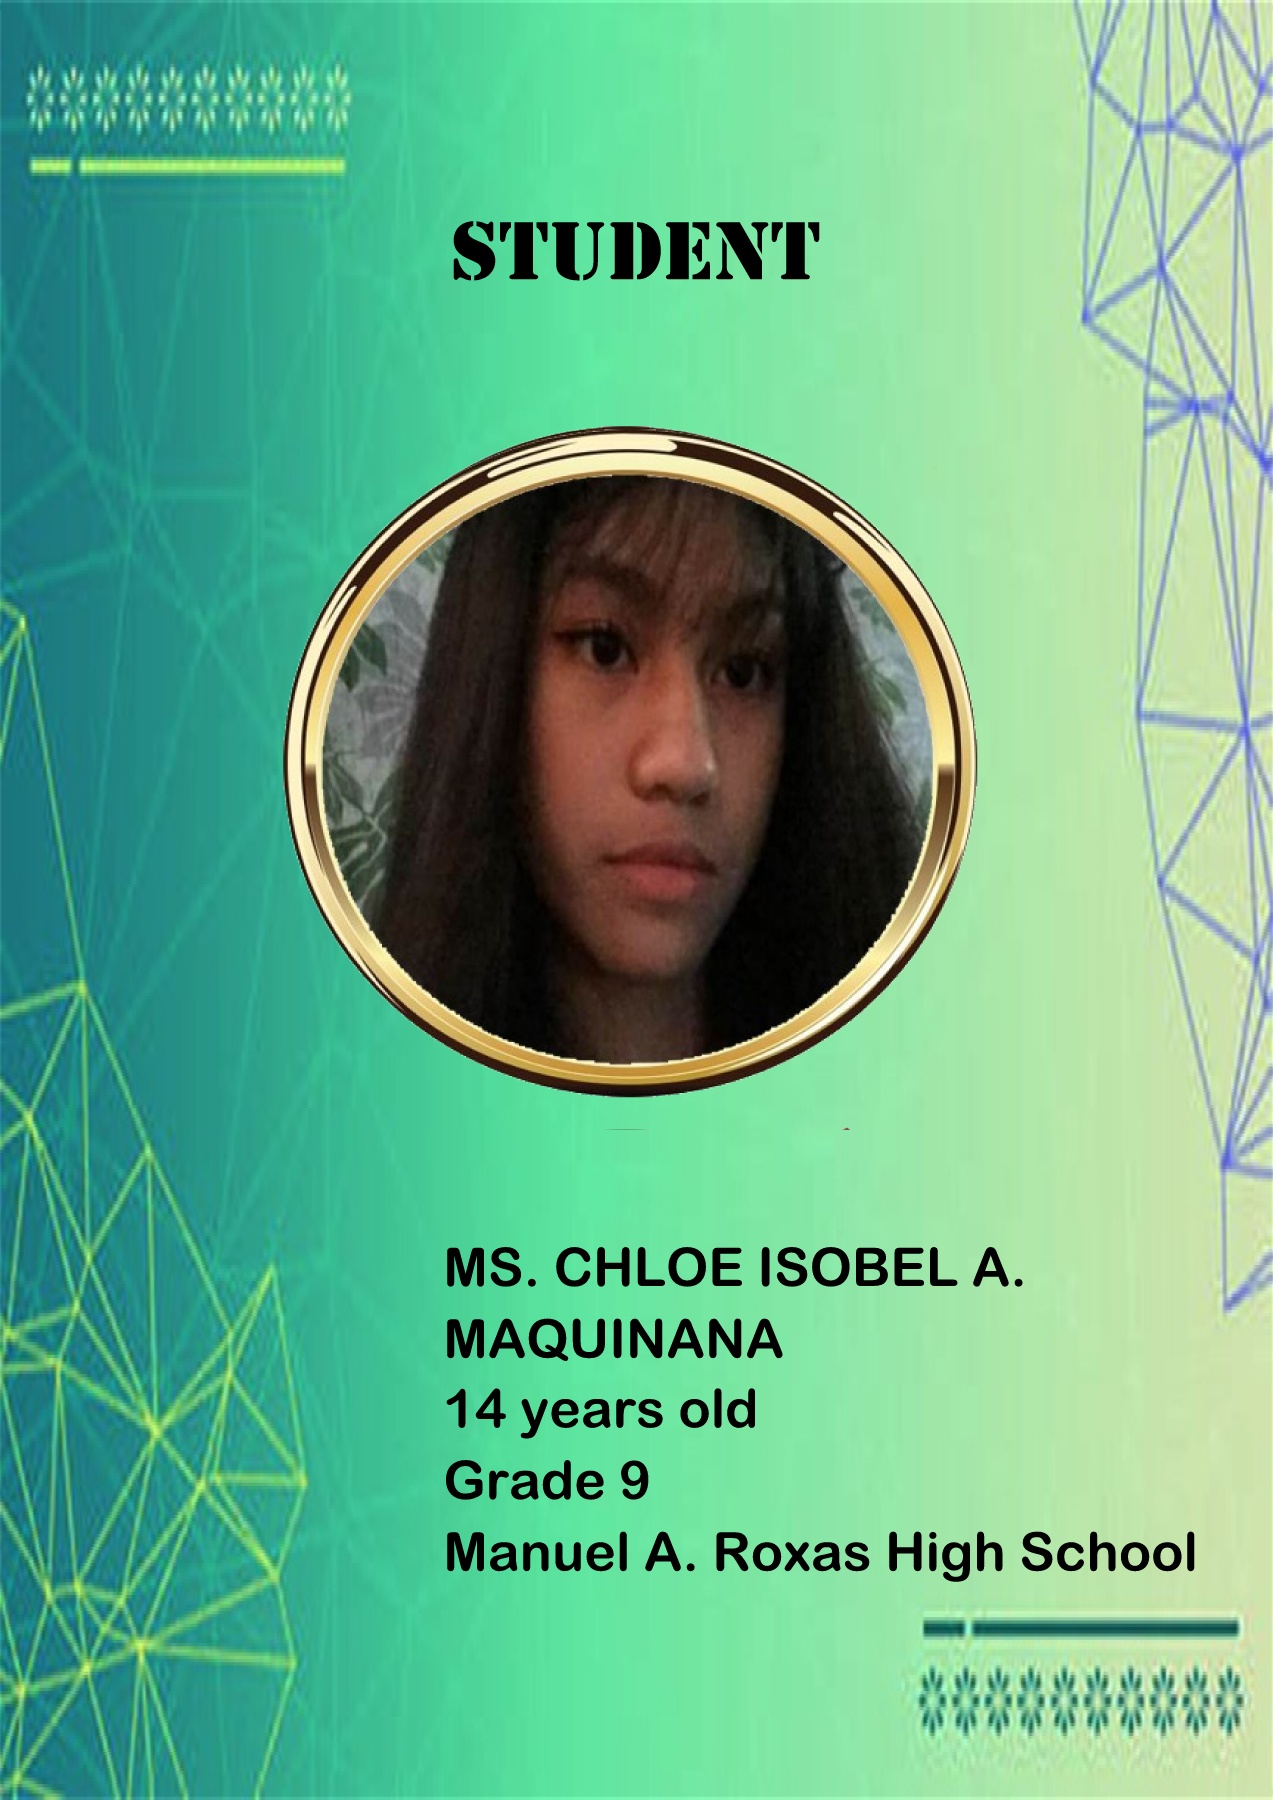 STUDENT
MS. CHLOE ISOBEL A.
MAQUINANA
14 years old
Grade 9
Manuel A. Roxas High School